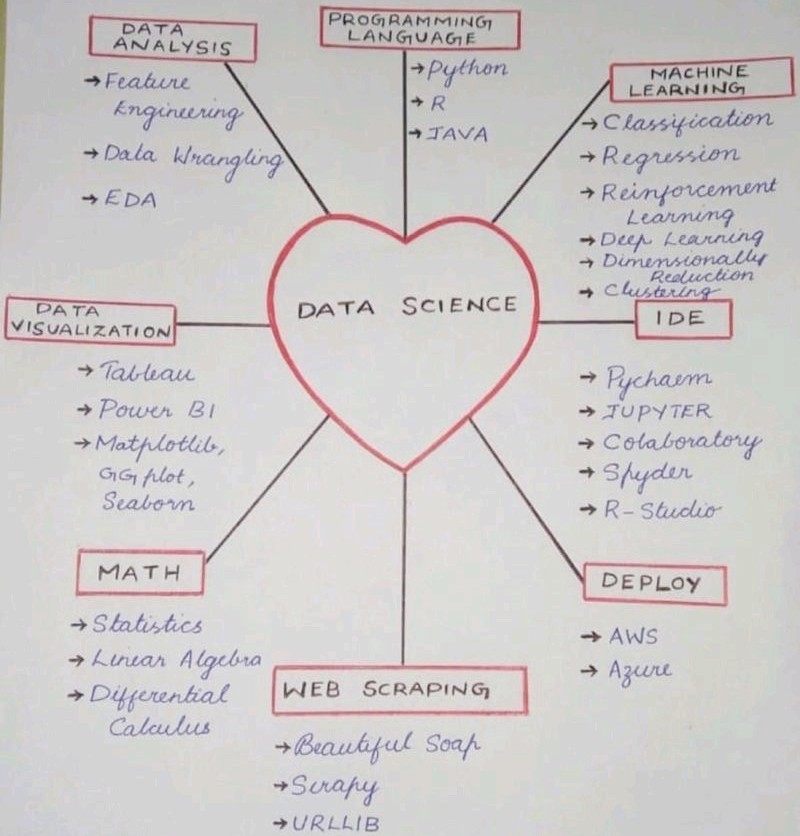 DATA
ANALYSIS
→Feature
Engineering
→Data Wrangling
→EDA
PROGRAMMING
LANGUAGE
→Python
→R
→JAVA
MACHINE
LEARNING
→Classification
→Regression
→Reinforcement
Learning
→Deep Learning
→Dimensionally
Reduction
→Clustering
DATA SCIENCE
DATA
VISUALIZATION
→Tableau
→Power BI
→Matplotlib,
GG plot,
Seaborn
IDE
→Pycharm
→JUPYTER
→Colaboratory
→Spyder
→R-Studio
MATH
→Statistics
→Linear Algebra
→Differential
Calculus
WEB SCRAPING
→Beautiful Soap
→Scrapy
→URLLIB
DEPLOY
→AWS
→Azure